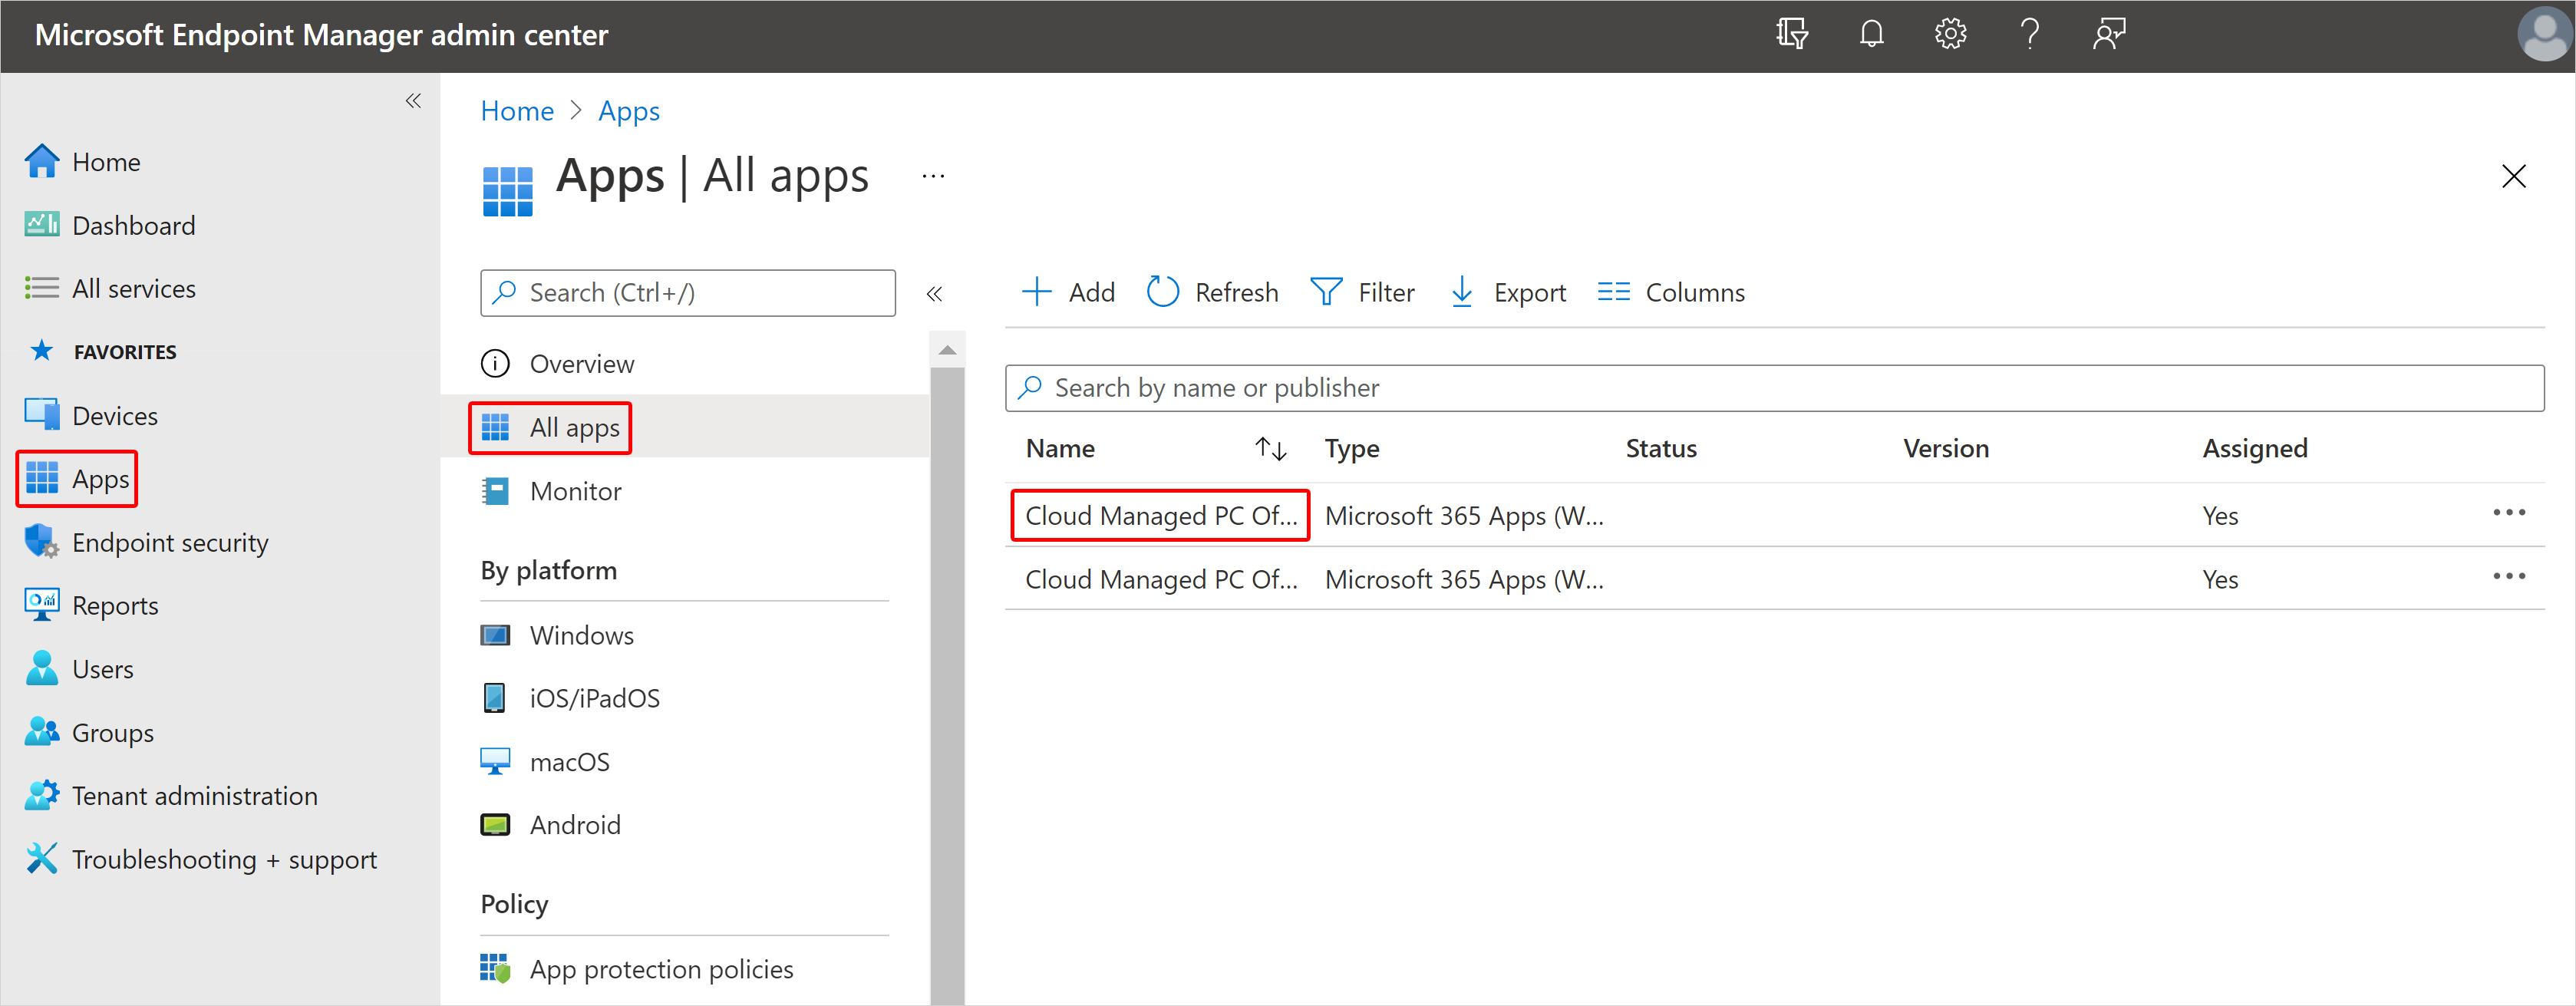 Microsoft Endpoint Manager admin center
Home
Dashboard
All services
FAVORITES
Devices
Apps
Endpoint security
Reports
Users
Groups
Tenant administration
Troubleshooting + support
Home > Apps
Apps | All apps ...
Search (Ctrl+/)
Overview
All apps
Monitor
By platform
Windows
iOS/iPadOS
macOS
Android
Policy
App protection policies
Add Refresh Filter Export Columns
Search by name or publisher
Name Type Status Version Assigned
Cloud Managed PC Of... Microsoft 365 Apps (W... Yes
Cloud Managed PC Of... Microsoft 365 Apps (W... Yes